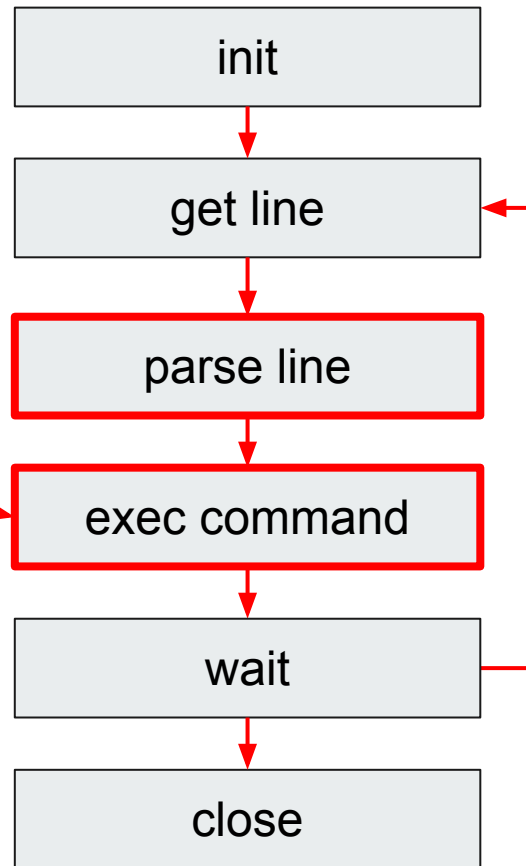 init
get line
parse line
exec command
wait
close